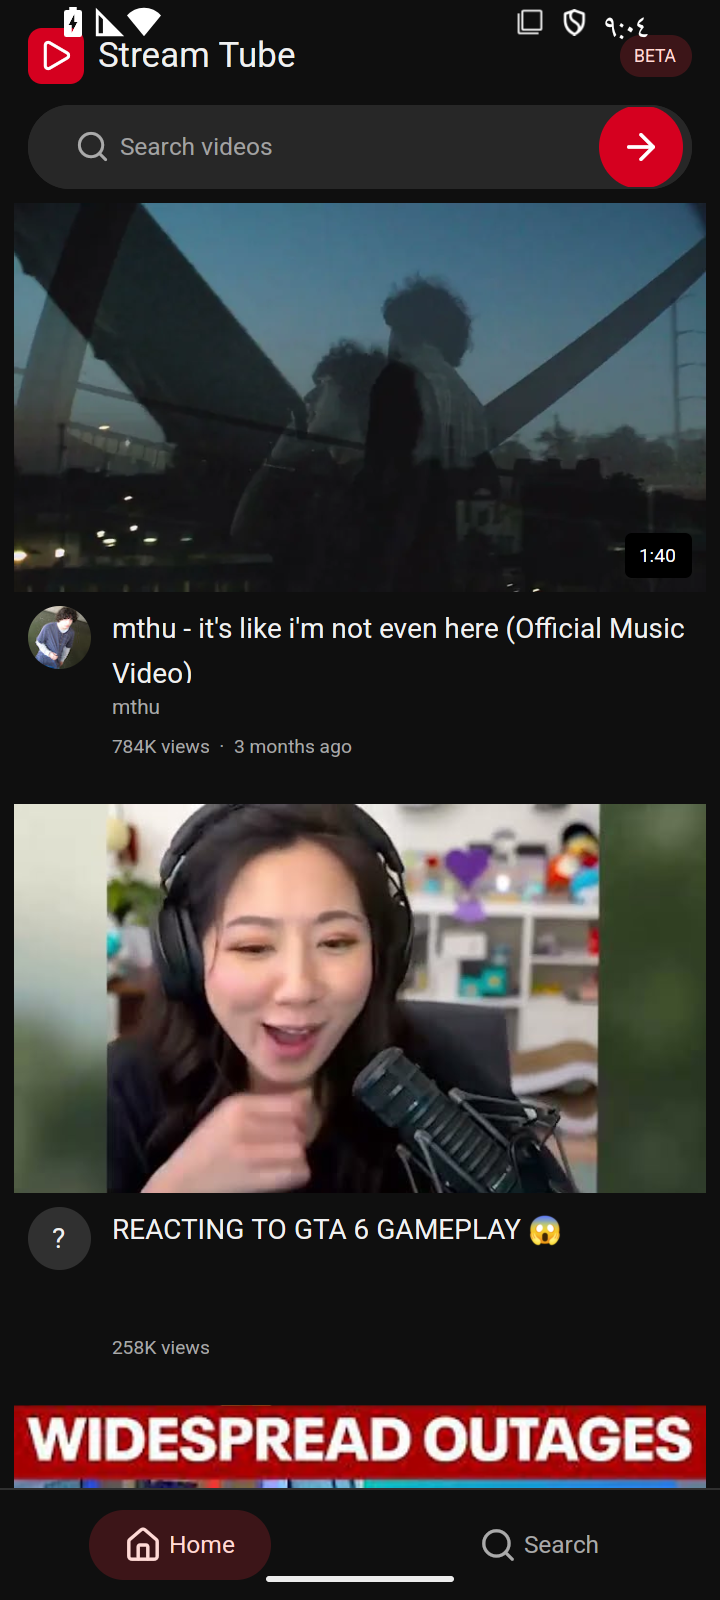 ٩:٠٤
Stream Tube
BETA
Search videos
1:40
mthu - it's like i'm not even here (Official Music
Video)
mthu
784K views · 3 months ago
?
REACTING TO GTA 6 GAMEPLAY 😱
258K views
WIDESPREAD OUTAGES
Home
Search